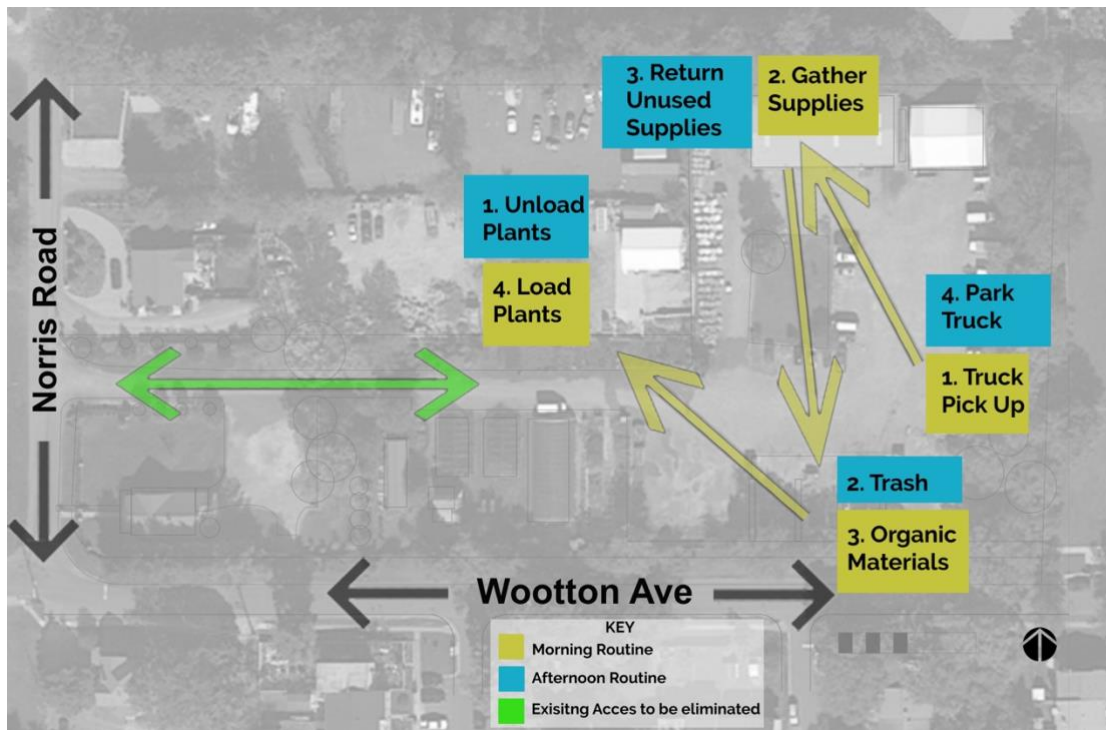 3. Return
Unused
Supplies
2. Gather
Supplies
1. Unload
Plants
4. Load
Plants
4. Park
Truck
1. Truck
Pick Up
Norris Road
2. Trash
3. Organic
Materials
Wootton Ave
KEY
Morning Routine
Afternoon Routine
Exisitng Acces to be eliminated